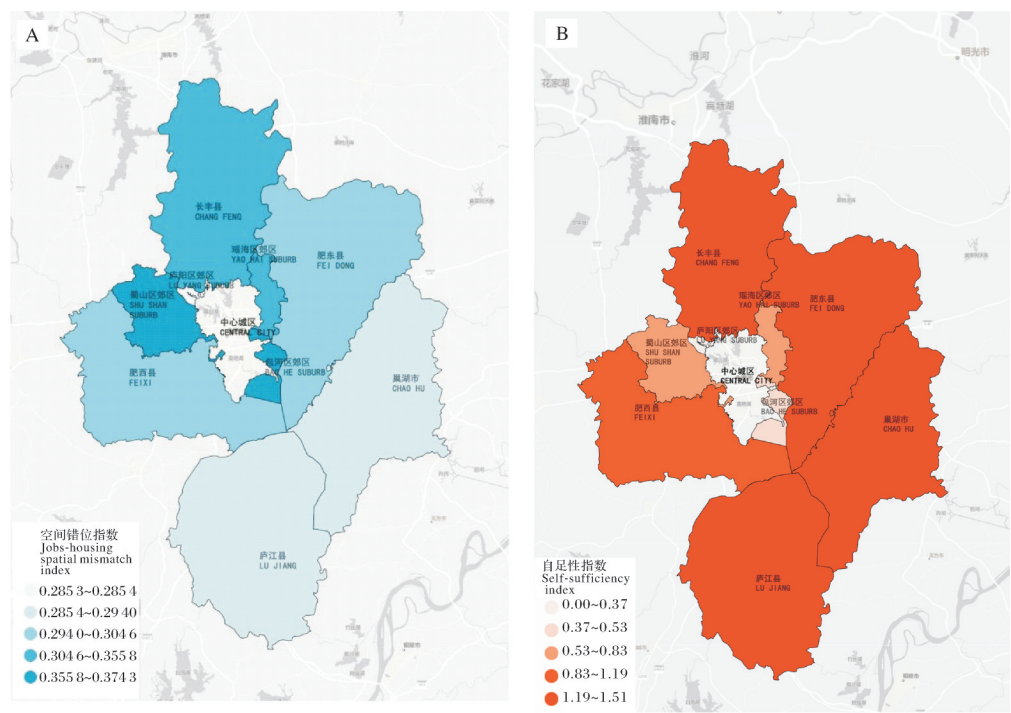 A
长丰县
CHANG FENG
瑶海区郊区
YAO HAI SUBURB
肥东县
FEI DONG
庐阳区郊区
LU YANG SUBURB
蜀山区郊区
SHU SHAN
SUBURB
中心城区
CENTRAL CITY
包河区郊区
BAO HE SUBURB
肥西县
FEIXI
巢湖市
CHAO HU
庐江县
LU JIANG
空间错位指数
Jobs-housing
spatial mismatch
index
0.285 3~0.285 4
0.285 4~0.29 40
0.294 0~0.304 6
0.304 6~0.355 8
0.355 8~0.374 3
B
昭光市
淮河
花家湖
高塘湖
淮南市
长丰县
CHANG FENG
瑶海区郊区
YAO HAI SUBURB
肥东县
FEI DONG
庐阳区郊区
LU YANG SUBURB
蜀山区郊区
SHU SHAN
SUBURB
中心城区
CENTRAL CITY
包河区郊区
BAO HE SUBURB
肥西县
FEIXI
巢湖市
CHAO HU
庐江县
LU JIANG
自足性指数
Self-sufficiency
index
0.00~0.37
0.37~0.53
0.53~0.83
0.83~1.19
1.19~1.51